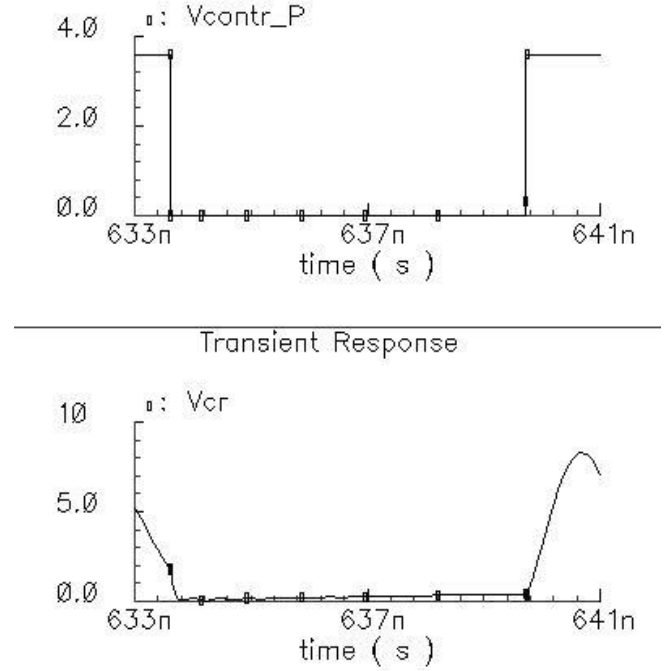 ▯: Vcontr_P
4.0
2.0
0.0
633n 637n 641n
time ( s )
Transient Response
10 ▯: Vcr
5.0
0.0
633n 637n 641n
time ( s )